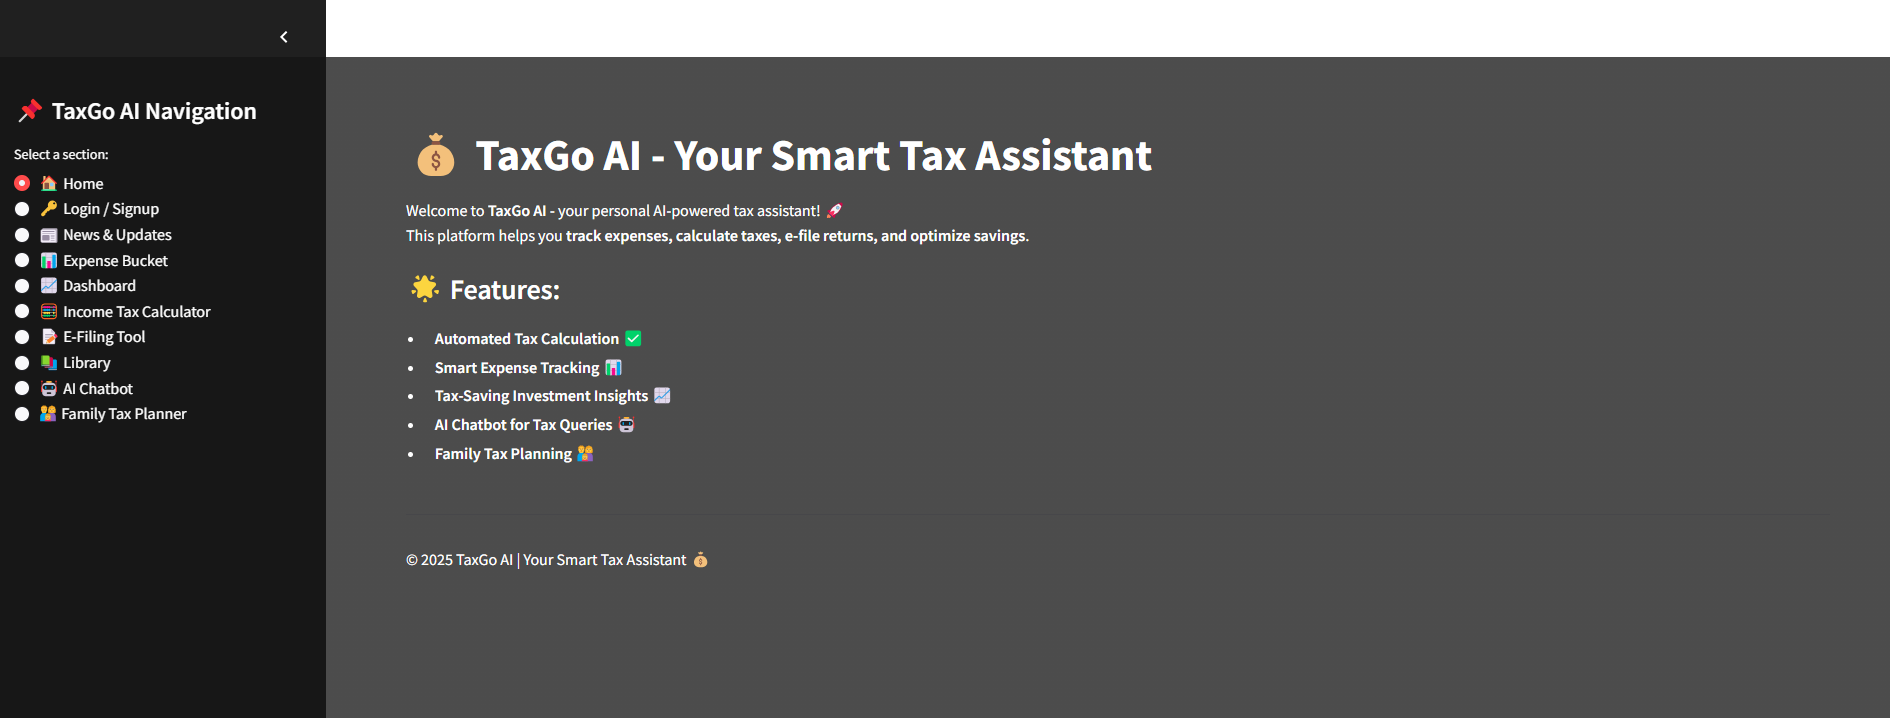 📌 TaxGo AI Navigation
Select a section:
🏠 Home
🔑 Login / Signup
📰 News & Updates
📊 Expense Bucket
📈 Dashboard
🧮 Income Tax Calculator
📝 E-Filing Tool
📚 Library
🤖 AI Chatbot
👨‍👩‍👧‍👦 Family Tax Planner
💰 TaxGo AI - Your Smart Tax Assistant
Welcome to TaxGo AI - your personal AI-powered tax assistant! 🚀
This platform helps you track expenses, calculate taxes, e-file returns, and optimize savings.
🌟 Features:
• Automated Tax Calculation ✅
• Smart Expense Tracking 📊
• Tax-Saving Investment Insights 📈
• AI Chatbot for Tax Queries 🤖
• Family Tax Planning 👨‍👩‍👧‍👦
© 2025 TaxGo AI | Your Smart Tax Assistant 💰